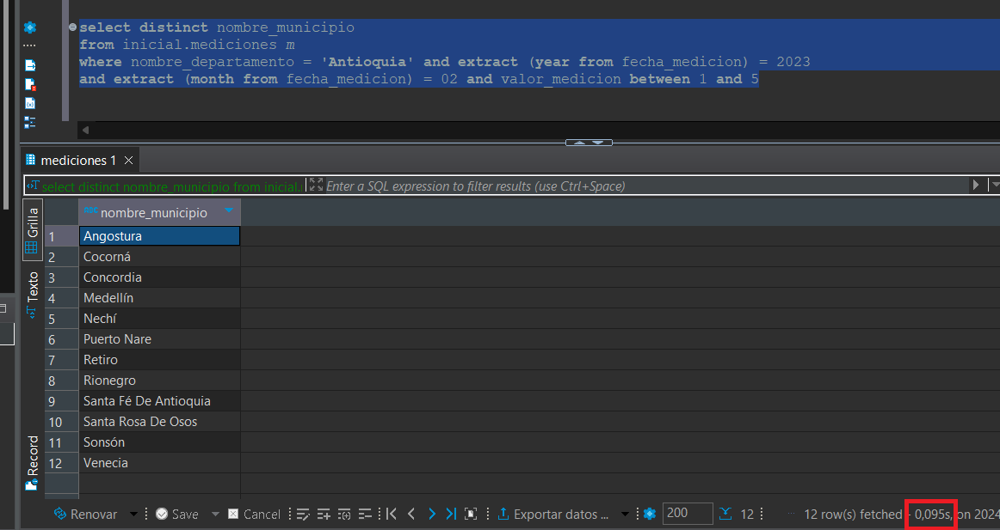 select distinct nombre_municipio
from inicial.mediciones m
where nombre_departamento = 'Antioquia' and extract (year from fecha_medicion) = 2023
and extract (month from fecha_medicion) = 02 and valor_medicion between 1 and 5
mediciones 1
select distinct nombre_municipio from inicial. Enter a SQL expression to filter results (use Ctrl+Space)
Grilla
Texto
Record
ABC nombre_municipio
1 Angostura
2 Cocorná
3 Concordia
4 Medellín
5 Nechí
6 Puerto Nare
7 Retiro
8 Rionegro
9 Santa Fé De Antioquia
10 Santa Rosa De Osos
11 Sonsón
12 Venecia
Renovar Save Cancel Exportar datos ... 200 12 12 row(s) fetched - 0,095s, on 2024